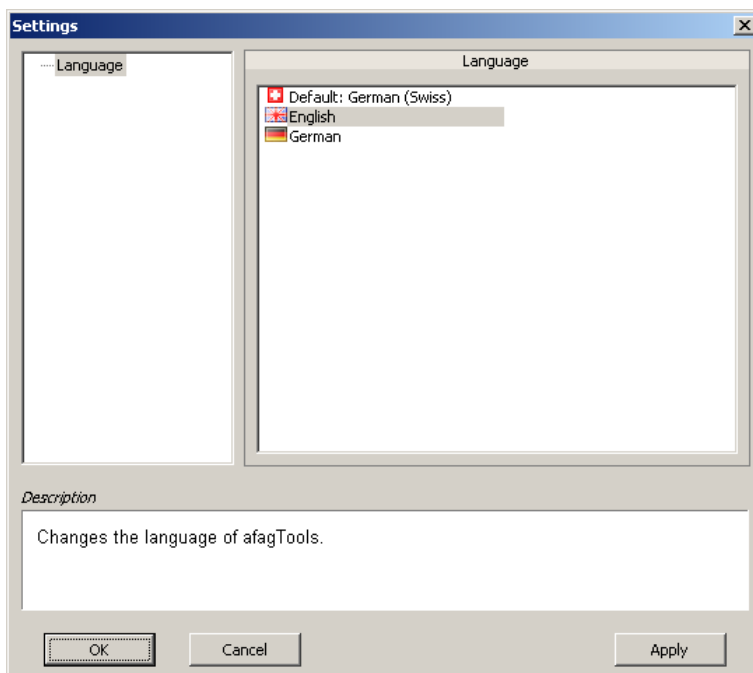 Settings
Language
Language
Default: German (Swiss)
English
German
Description
Changes the language of afagTools.
OK
Cancel
Apply